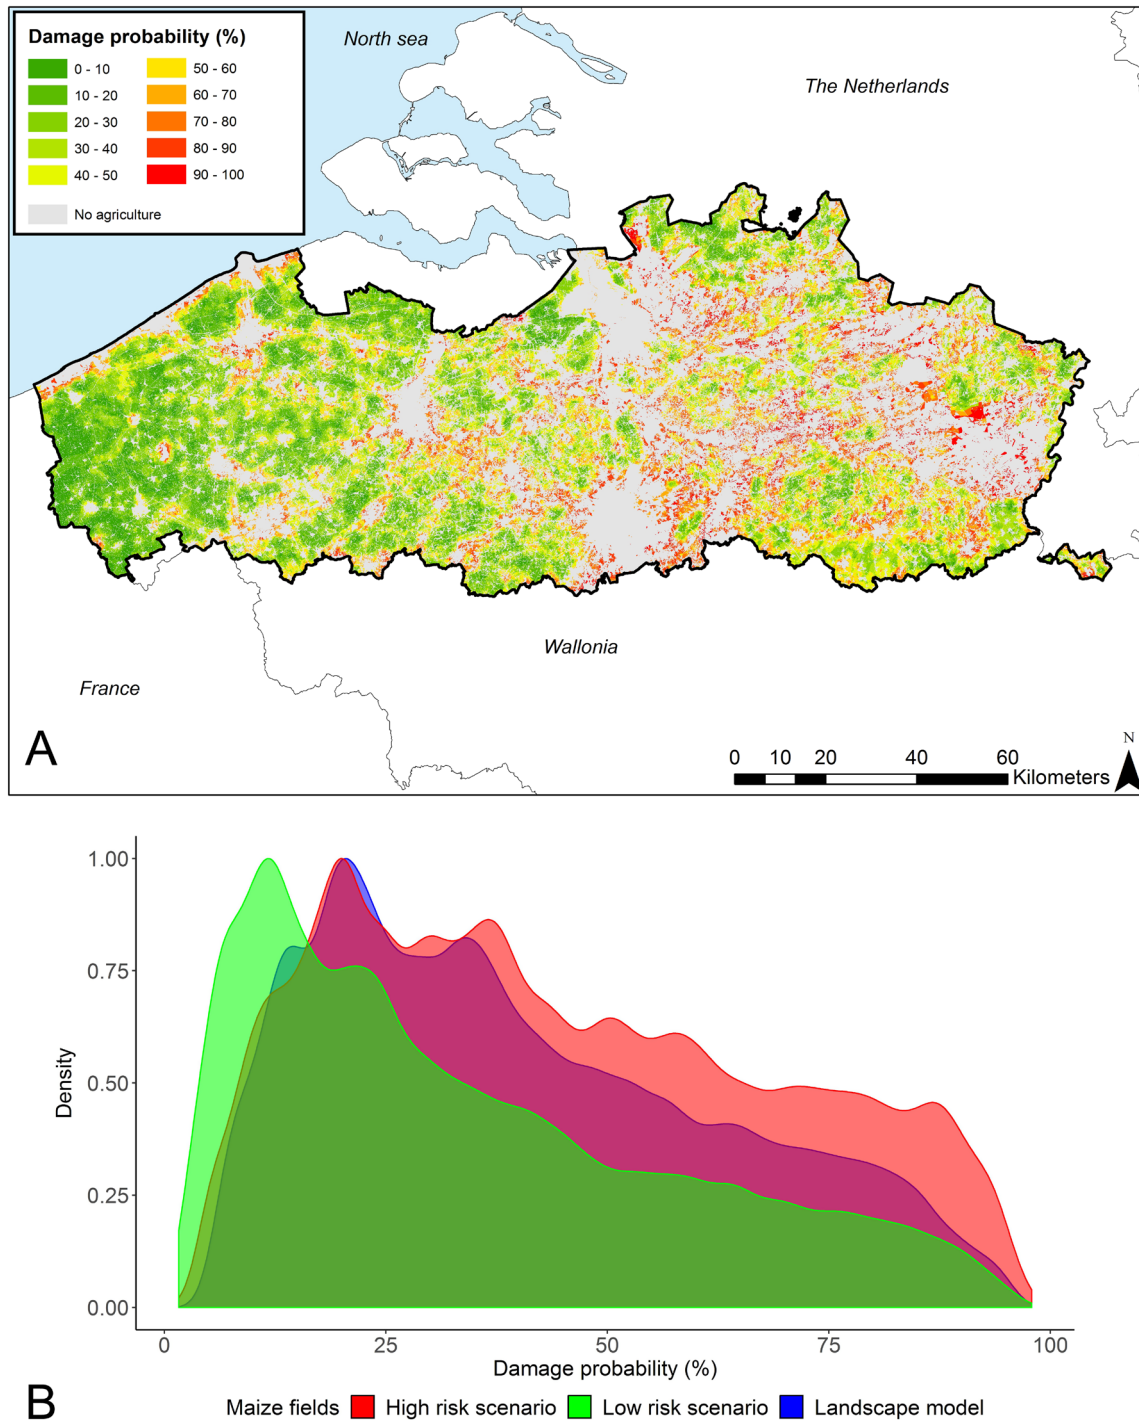 Damage probability (%)
0 - 10
10 - 20
20 - 30
30 - 40
40 - 50
50 - 60
60 - 70
70 - 80
80 - 90
90 - 100
No agriculture
North sea
The Netherlands
Wallonia
France
A
0 10 20 40 60
Kilometers
N
1.00
0.75
0.50
0.25
0.00
Density
0 25 50 75 100
Damage probability (%)
B
Maize fields High risk scenario Low risk scenario Landscape model